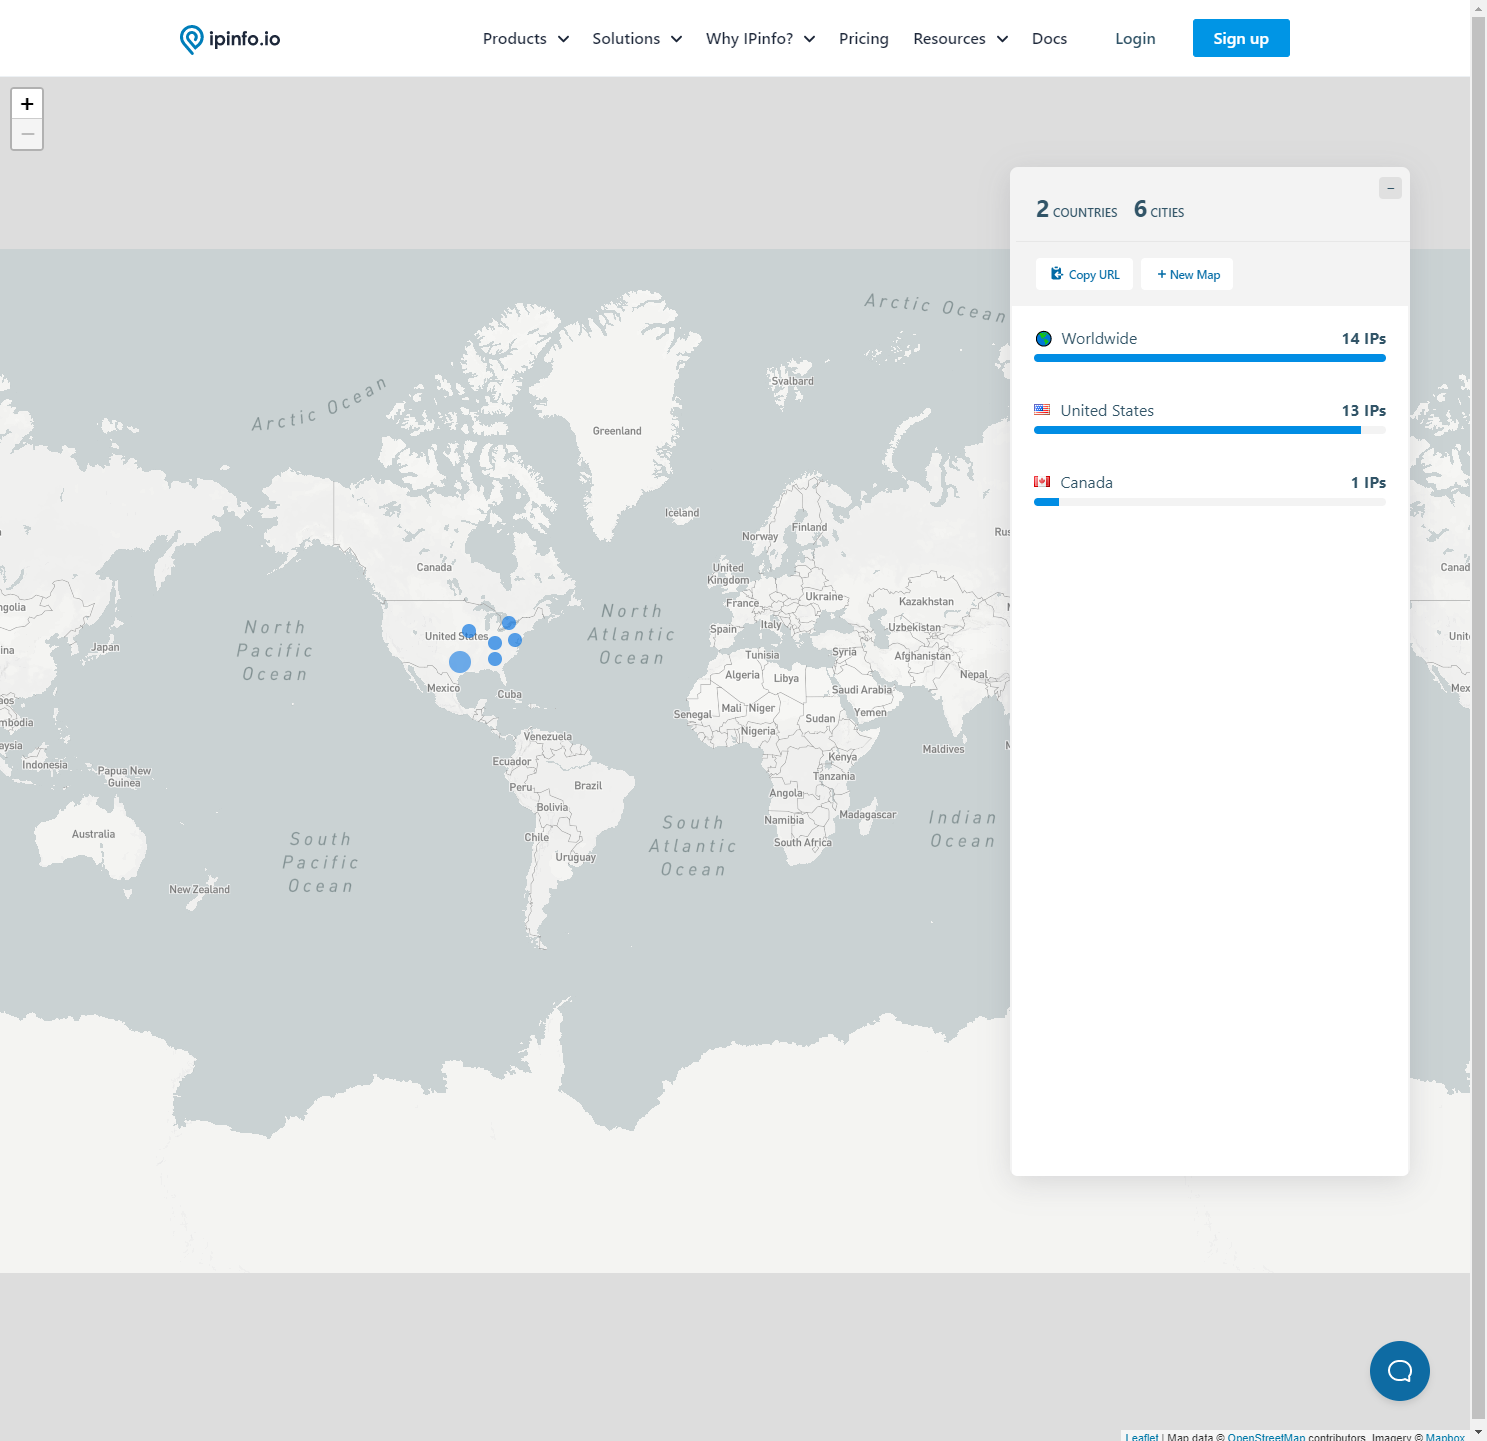 ipinfo.io
Products Solutions Why IPinfo? Pricing Resources Docs Login Sign up
+
−
2 COUNTRIES 6 CITIES
−
Copy URL + New Map
Worldwide 14 IPs
United States 13 IPs
Canada 1 IPs
Arctic Ocean
Arctic Ocean
Svalbard
Greenland
Iceland
Finland
Norway
Rus
Canada
United Kingdom
Canad
Ukraine
Kazakhstan
France
ngolia
North Pacific Ocean
North Atlantic Ocean
United States
Spain
Italy
Uzbekistan
Unit
Japan
ina
Tunisia
Syria
Afghanistan
Algeria
Libya
Nepal
Mexico
Cuba
Saudi Arabia
Mex
aos
Senegal
Mali
Niger
Sudan
Yemen
mbodia
Nigeria
Venezuela
aysia
Maldives
Ecuador
Kenya
Indonesia
Papua New Guinea
Tanzania
Peru
Brazil
Angola
Bolivia
Namibia
Madagascar
Indian Ocean
South Atlantic Ocean
Australia
Chile
South Africa
South Pacific Ocean
Uruguay
New Zealand
Leaflet | Map data © OpenStreetMap contributors, Imagery © Mapbox